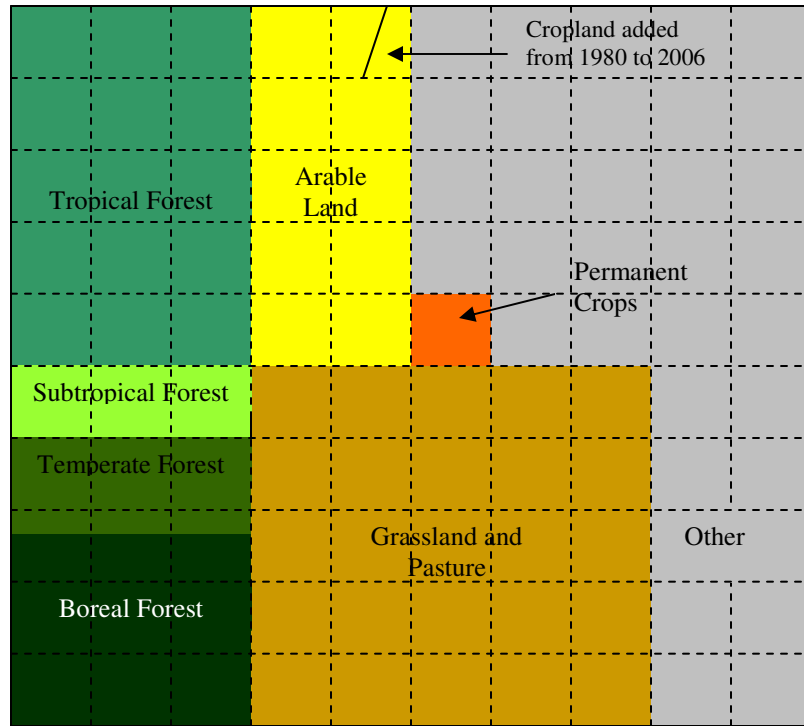 Cropland added
from 1980 to 2006
Tropical Forest
Arable
Land
Permanent
Crops
Subtropical Forest
Temperate Forest
Grassland and
Pasture
Other
Boreal Forest